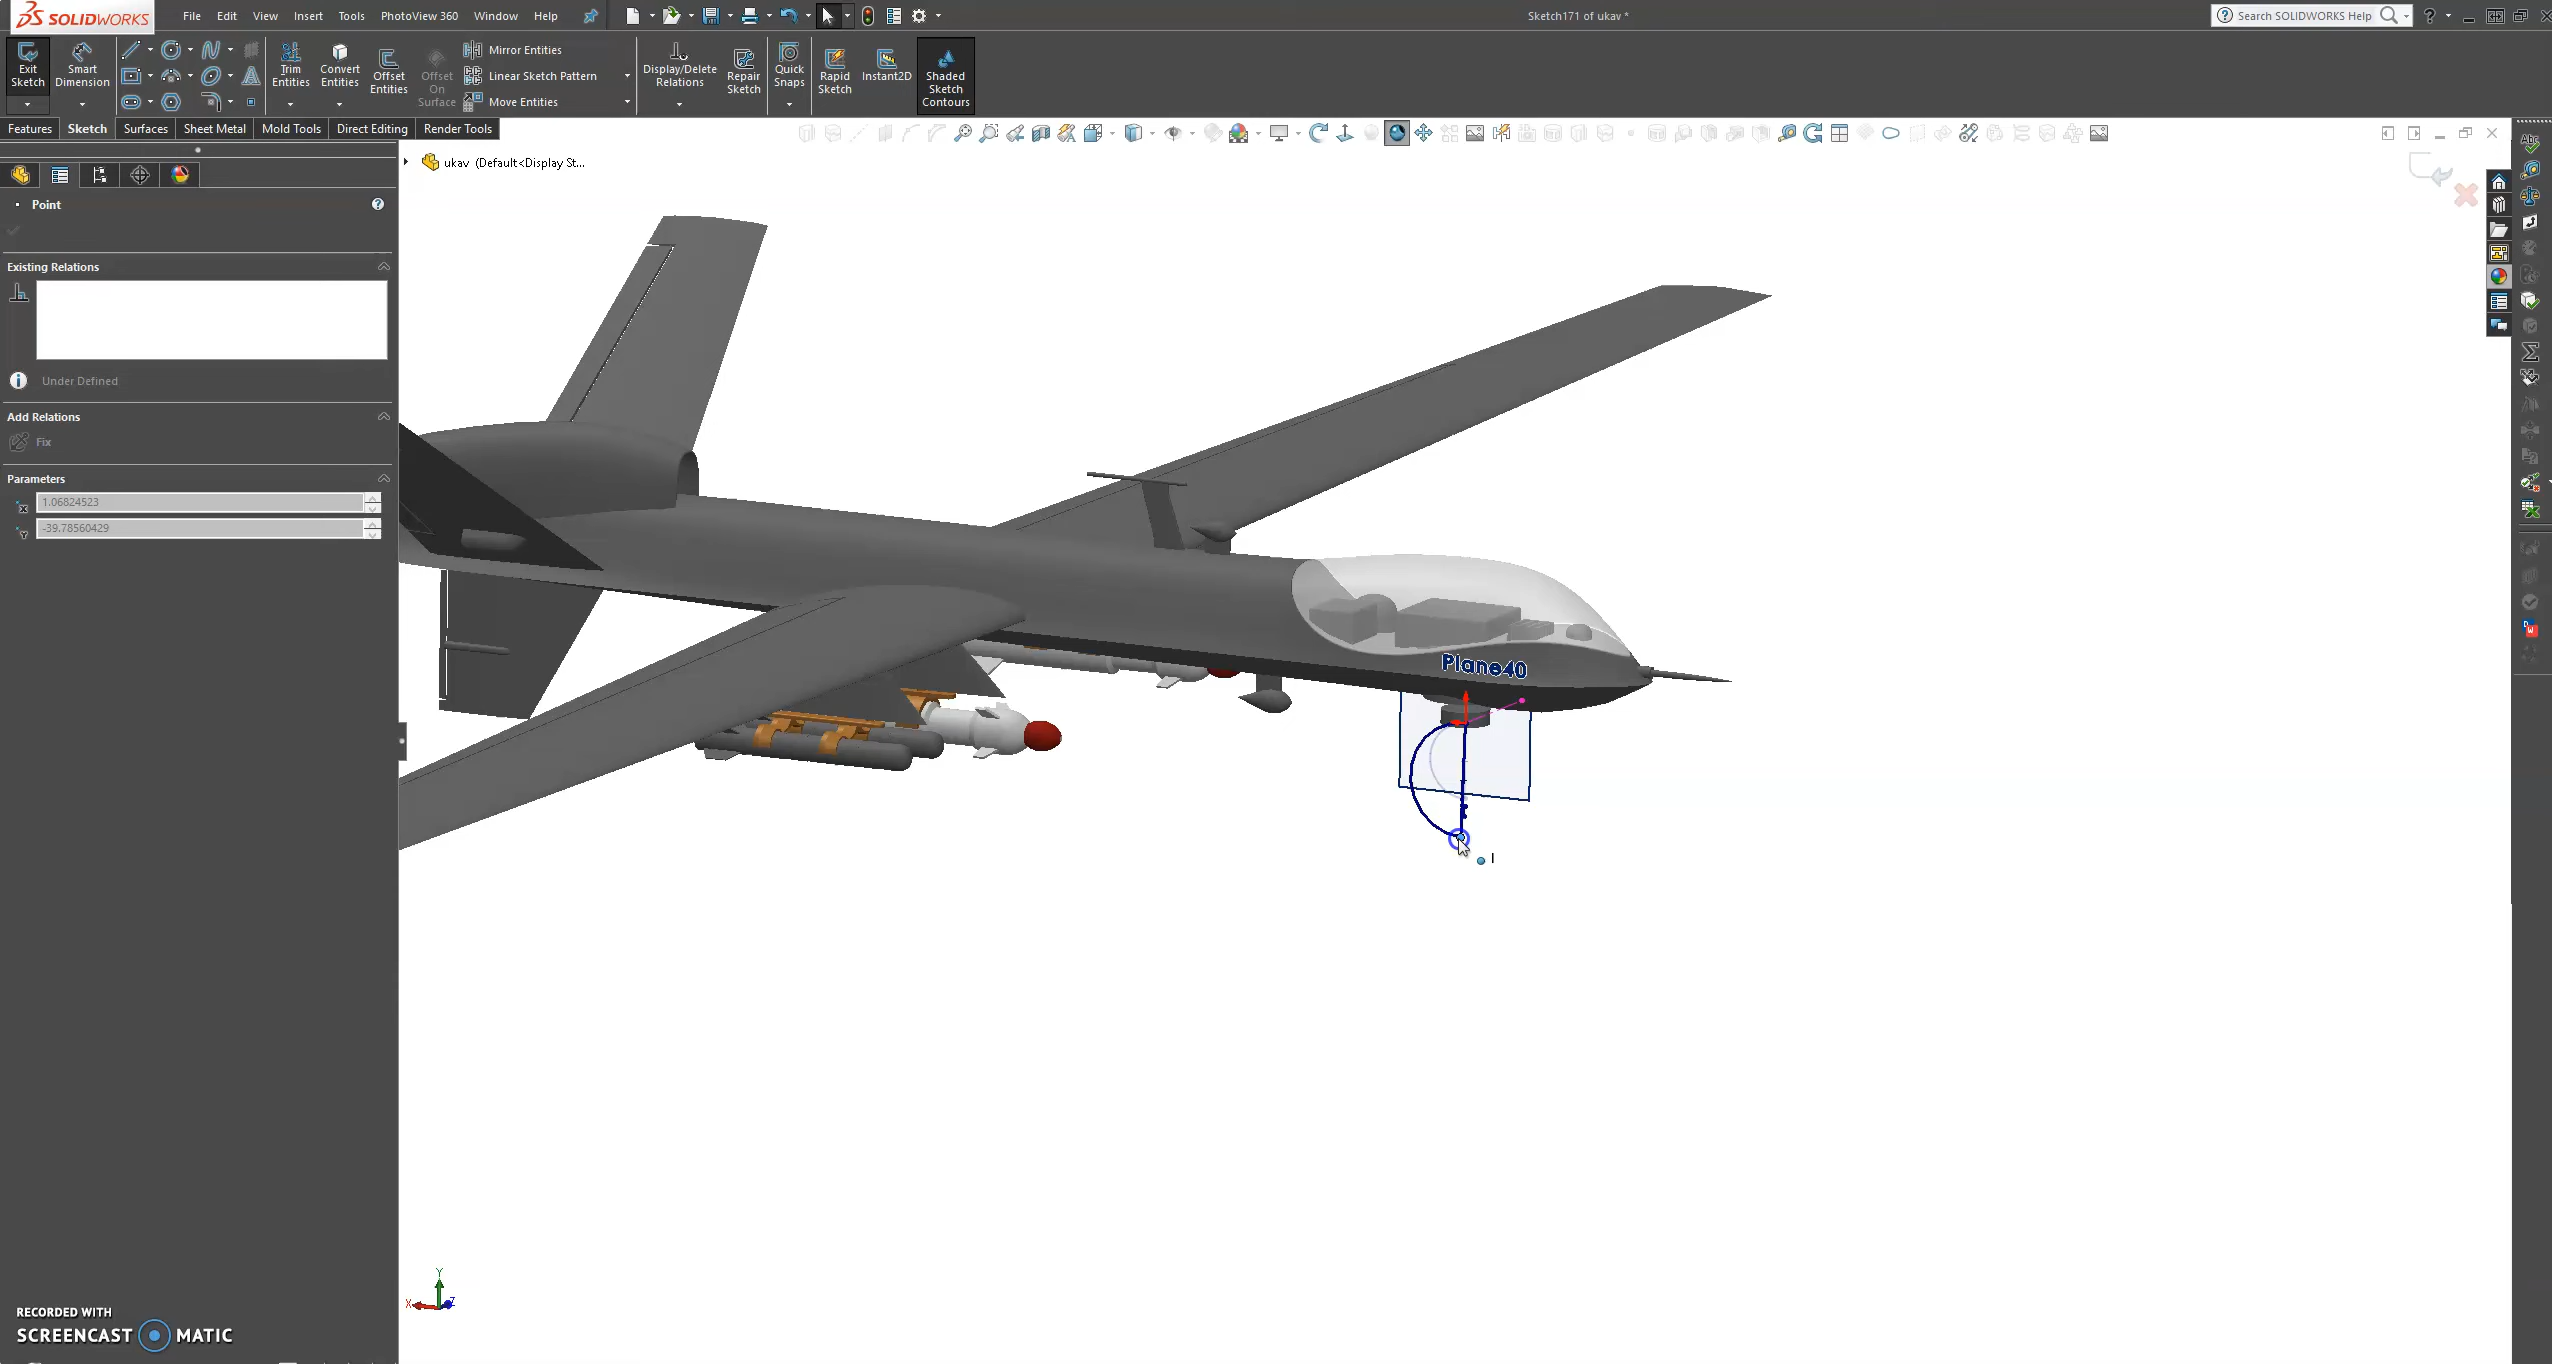 SOLIDWORKS
File Edit View Insert Tools PhotoView 360 Window Help
Sketch171 of ukav *
Search SOLIDWORKS Help
Exit Sketch
Smart Dimension
Trim Entities
Convert Entities
Offset Entities
Offset On Surface
Mirror Entities
Linear Sketch Pattern
Move Entities
Display/Delete Relations
Repair Sketch
Quick Snaps
Rapid Sketch
Instant2D
Shaded Sketch Contours
Features Sketch Surfaces Sheet Metal Mold Tools Direct Editing Render Tools
ukav (Default<Display St...
Point
Existing Relations
Under Defined
Add Relations
Fix
Parameters
1.06824523
-39.78560429
Plane40
Y
X Z
RECORDED WITH
SCREENCAST MATIC